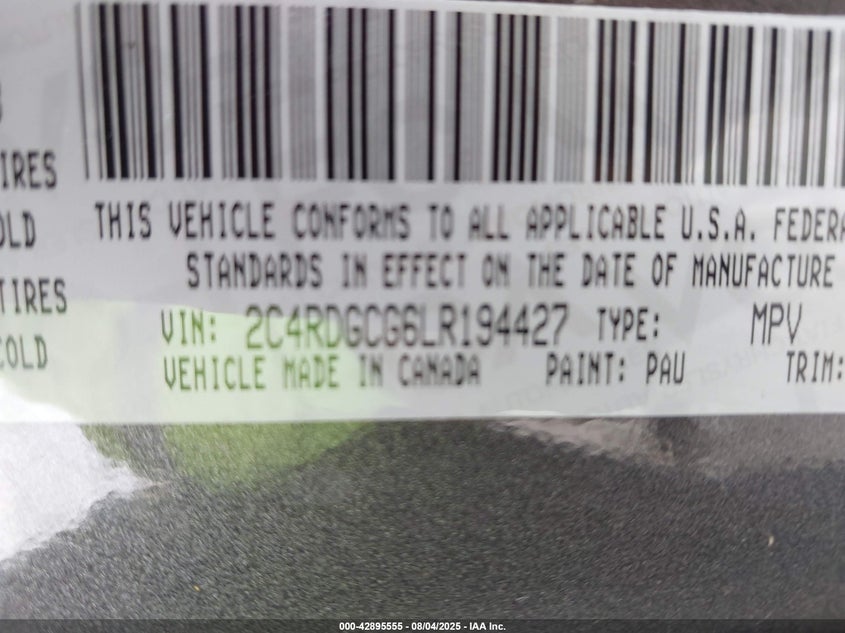 IRES
OLD
TIRES
COLD
THIS VEHICLE CONFORMS TO ALL APPLICABLE U.S.A. FEDERA
STANDARDS IN EFFECT ON THE DATE OF MANUFACTURE
VIN: 2C4RDGCG6LR194427 TYPE: MPV
VEHICLE MADE IN CANADA PAINT: PAU TRIM:
000-42895555 - 08/04/2025 - IAA Inc.